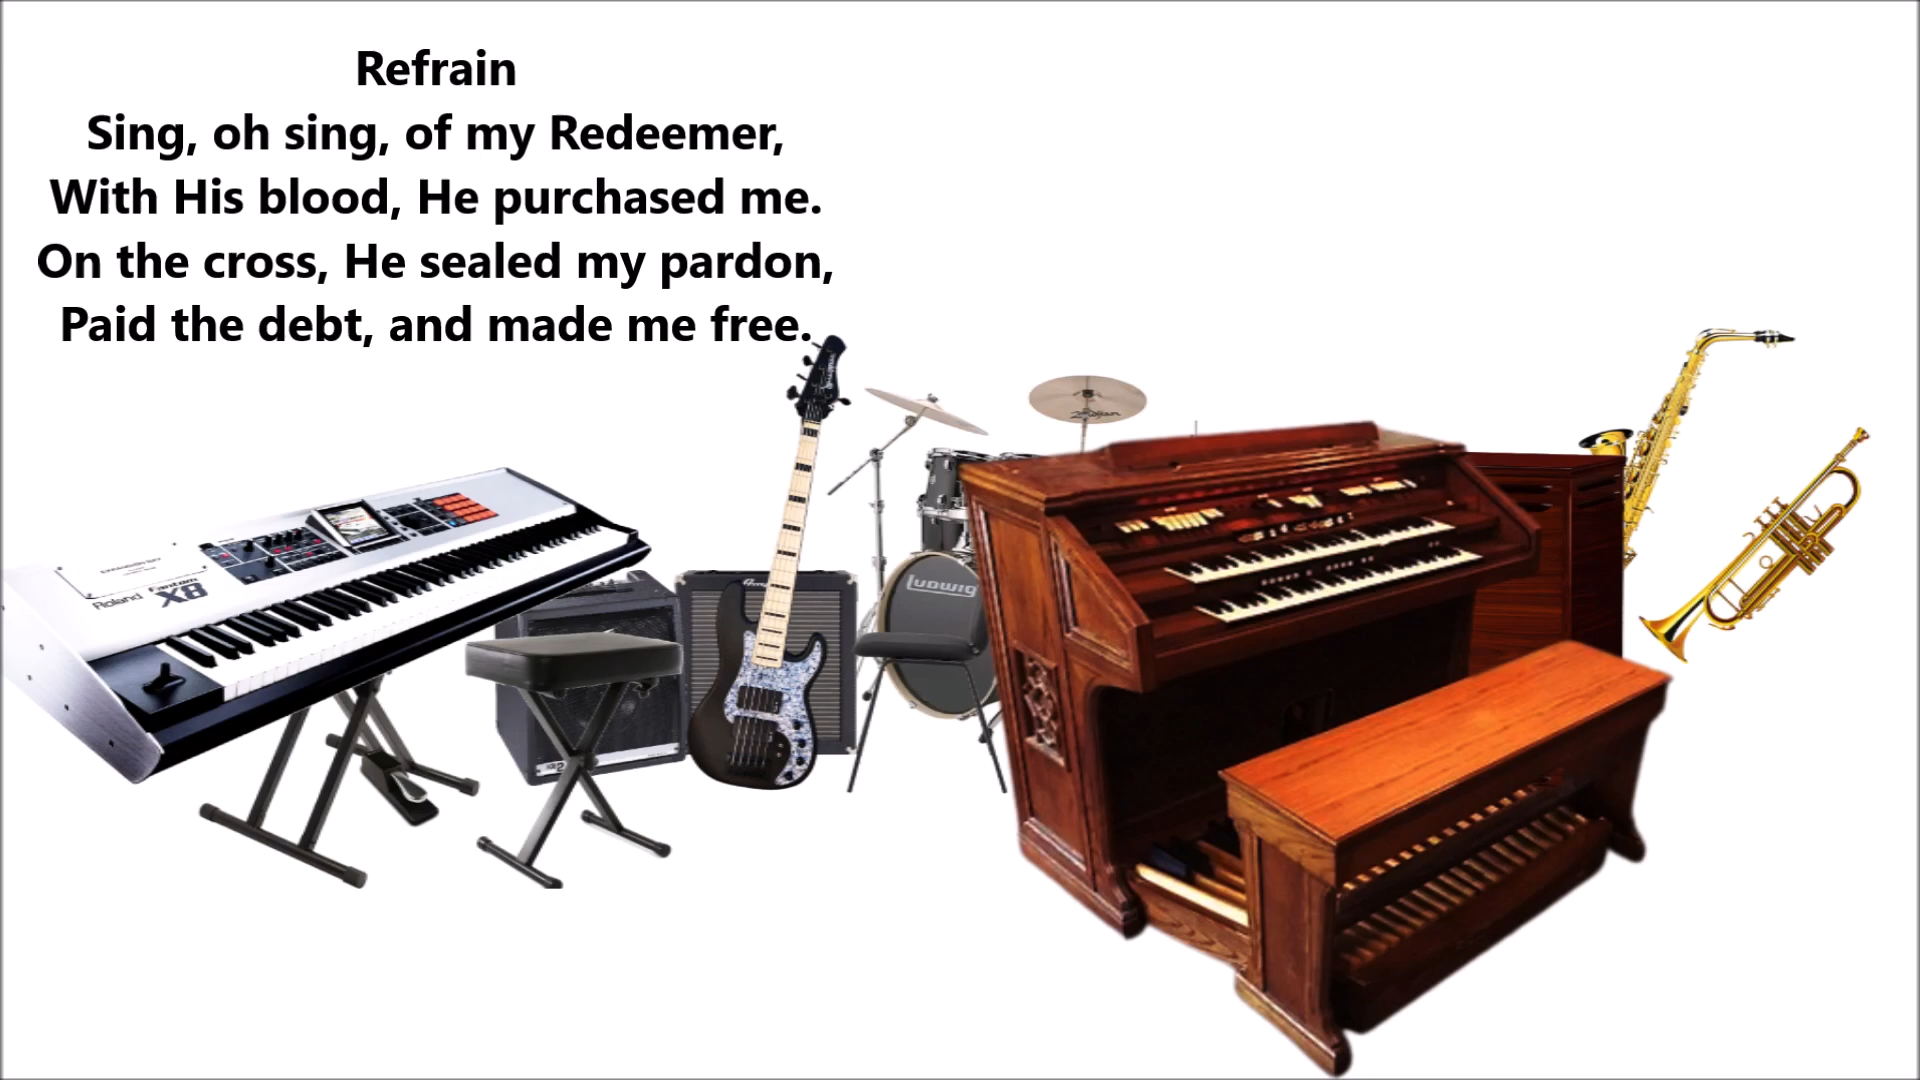 Refrain
Sing, oh sing, of my Redeemer,
With His blood, He purchased me.
On the cross, He sealed my pardon,
Paid the debt, and made me free.
Roland Fantom
X8
Ludwig
Zildjian